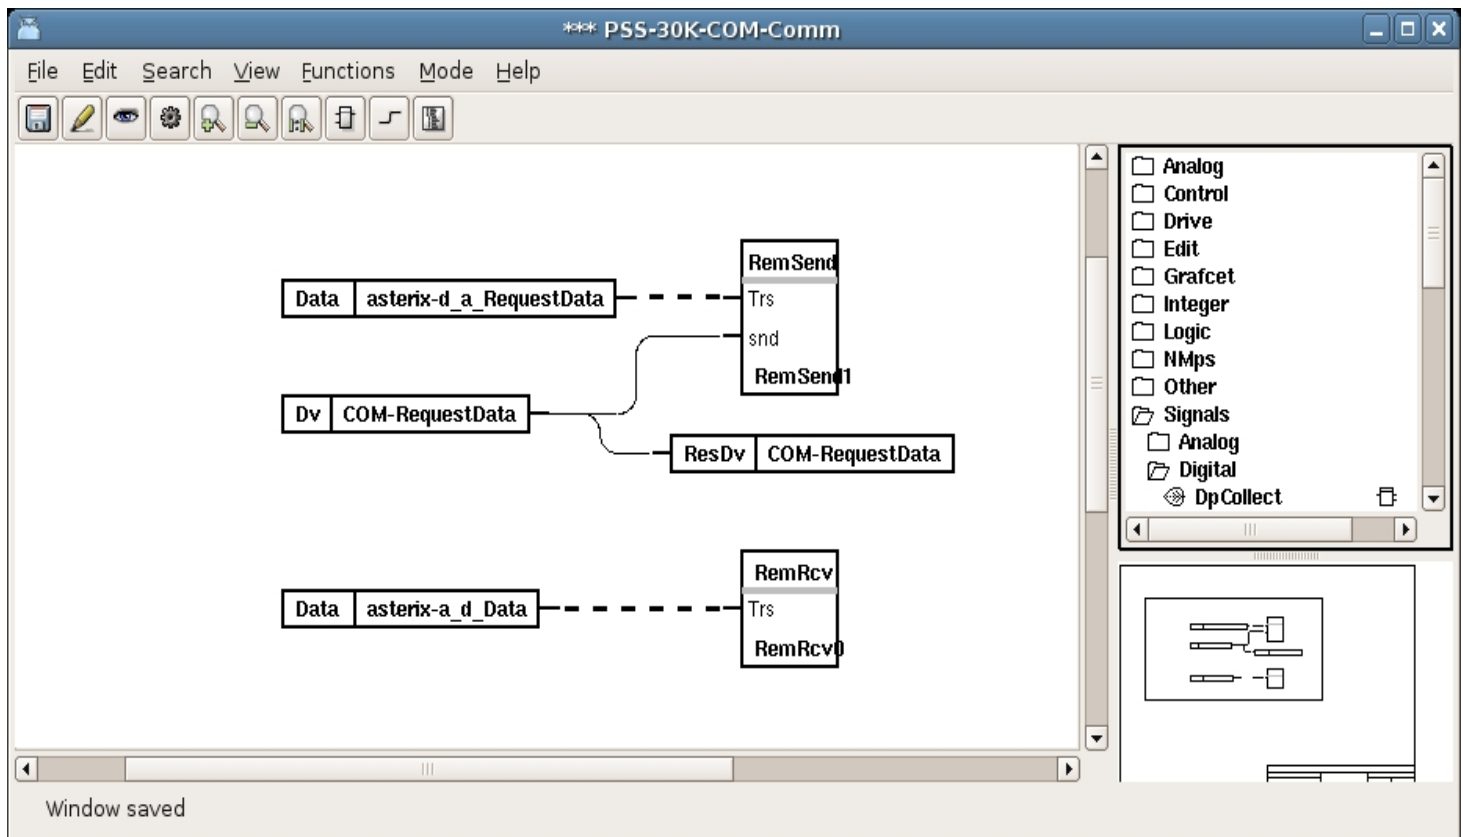 *** PSS-30K-COM-Comm
File Edit Search View Functions Mode Help
RemSend
Data asterix-d_a_RequestData
Trs
snd
RemSend1
Dv COM-RequestData
ResDv COM-RequestData
RemRcv
Data asterix-a_d_Data
Trs
RemRcv0
Analog
Control
Drive
Edit
Grafcet
Integer
Logic
NMps
Other
Signals
Analog
Digital
DpCollect
Window saved